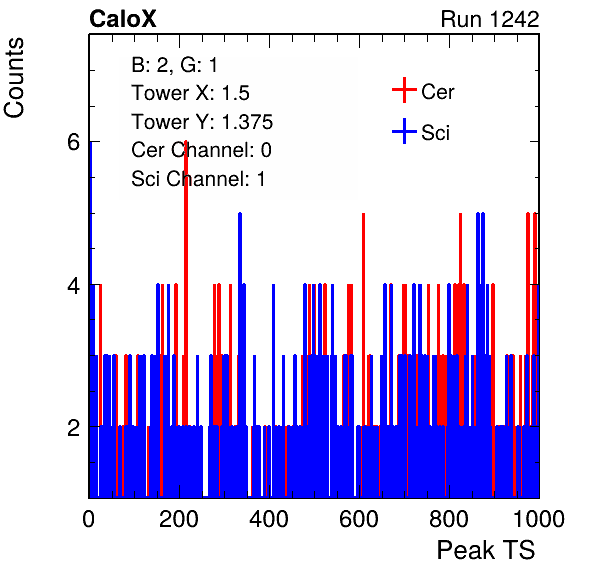 CaloX Run 1242
Counts
B: 2, G: 1
Tower X: 1.5
Tower Y: 1.375
Cer Channel: 0
Sci Channel: 1
Cer
Sci
6
4
2
0 200 400 600 800 1000
Peak TS